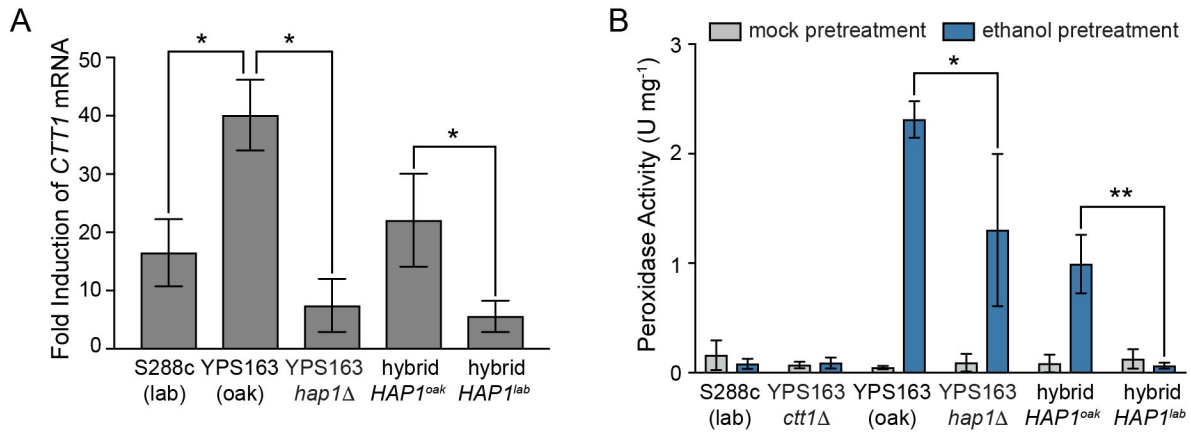 A
Fold Induction of CTT1 mRNA
50
40
30
20
10
0
* *
*
S288c YPS163 YPS163 hybrid hybrid
(lab) (oak) hap1Δ HAP1oak HAP1lab
B
mock pretreatment ethanol pretreatment
Peroxidase Activity (U mg-1)
3
2
1
0
*
**
S288c YPS163 YPS163 YPS163 hybrid hybrid
(lab) ctt1Δ (oak) hap1Δ HAP1oak HAP1lab